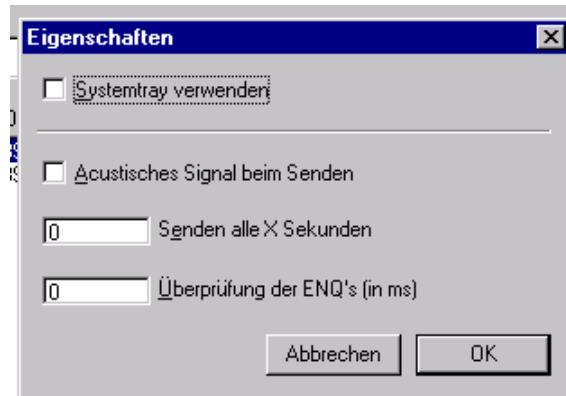 Eigenschaften
Systemtray verwenden
Acustisches Signal beim Senden
0 Senden alle X Sekunden
0 Überprüfung der ENQ's (in ms)
Abbrechen OK